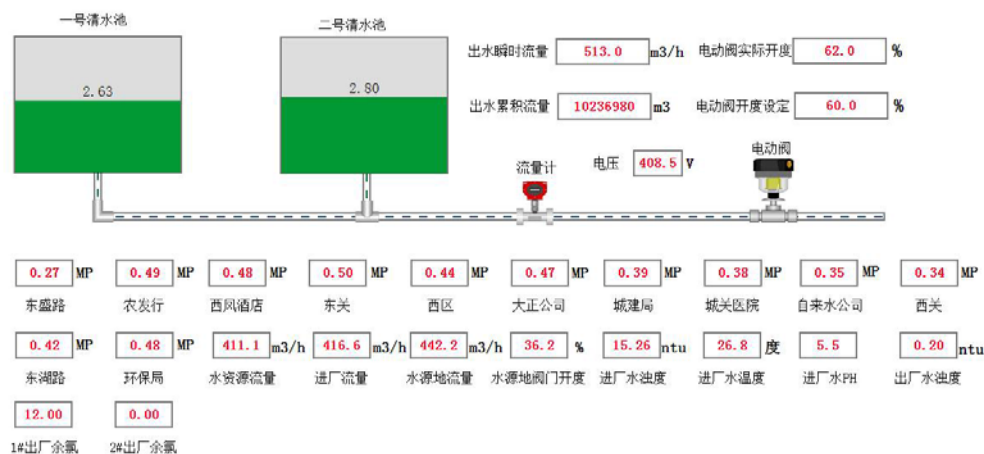 一号清水池
二号清水池
出水瞬时流量 513.0 m3/h 电动阀实际开度 62.0 %
2.63
2.80
出水累积流量 10236980 m3 电动阀开度设定 60.0 %
流量计 电压 408.5 V 电动阀
0.27 MP 0.49 MP 0.48 MP 0.50 MP 0.44 MP 0.47 MP 0.39 MP 0.38 MP 0.35 MP 0.34 MP
东盛路 农发行 西风酒店 东关 西区 大正公司 城建局 城关医院 自来水公司 西关
0.42 MP 0.48 MP 411.1 m3/h 416.6 m3/h 442.2 m3/h 36.2 % 15.26 ntu 26.8 度 5.5 0.20 ntu
东湖路 环保局 水资源流量 进厂流量 水源地流量 水源地阀门开度 进厂水浊度 进厂水温度 进厂水PH 出厂水浊度
12.00 0.00
1#出厂余氯 2#出厂余氯